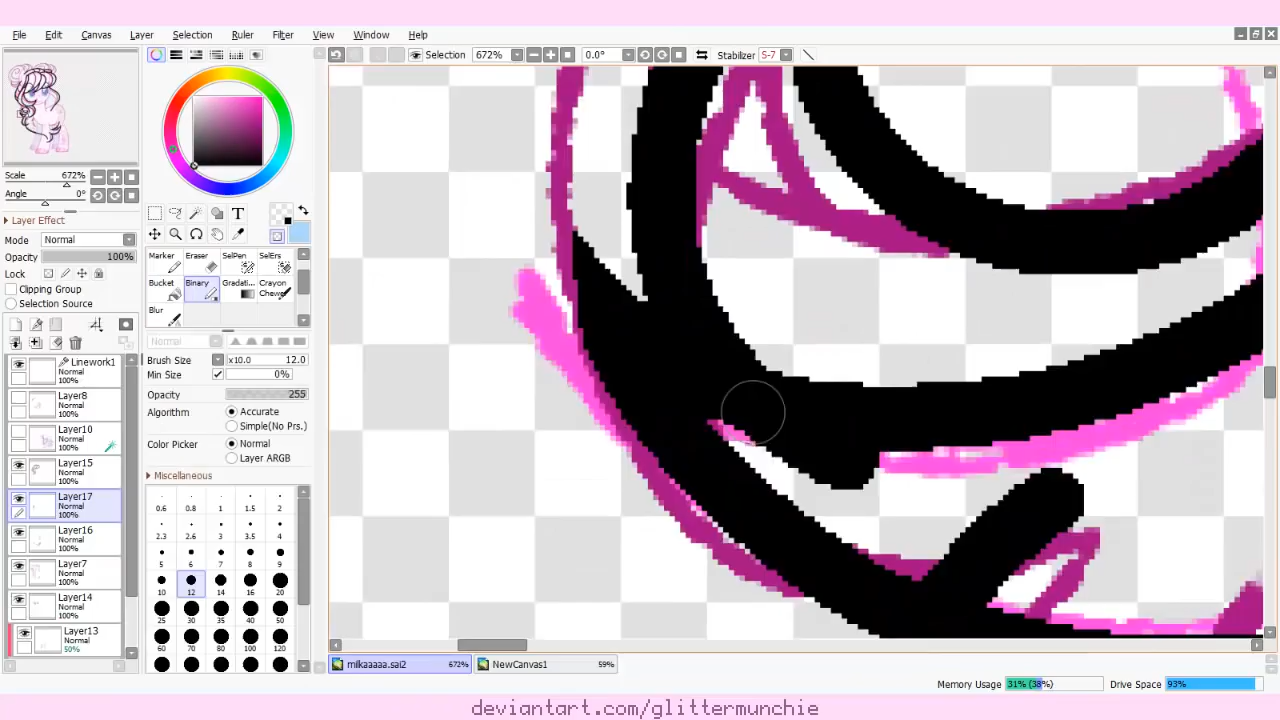 File Edit Canvas Layer Selection Ruler Filter View Window Help
Selection 672% 0.0° Stabilizer S-7
Scale 672%
Angle 0°
Layer Effect
Mode Normal
Opacity 100%
Lock
Clipping Group
Selection Source
Linework1
Normal
100%
Layer8
Normal
100%
Layer10
Normal
100%
Layer15
Normal
100%
Layer17
Normal
100%
Layer16
Normal
100%
Layer7
Normal
100%
Layer14
Normal
100%
Layer13
Normal
50%
T
Marker Eraser SelPen SelErs
Bucket Binary Gradati... Crayon
Chewe
Blur
Normal
Brush Size x10.0 12.0
Min Size 0%
Opacity 255
Algorithm Accurate
Simple(No Prs.)
Color Picker Normal
Layer ARGB
Miscellaneous
0.6 0.8 1 1.5 2
2.3 2.6 3 3.5 4
5 6 7 8 9
10 12 14 16 20
25 30 35 40 50
60 70 80 100 120
milkaaaaa.sai2 672% NewCanvas1 59%
Memory Usage 31% (38%) Drive Space 93%
deviantart.com/glittermunchie